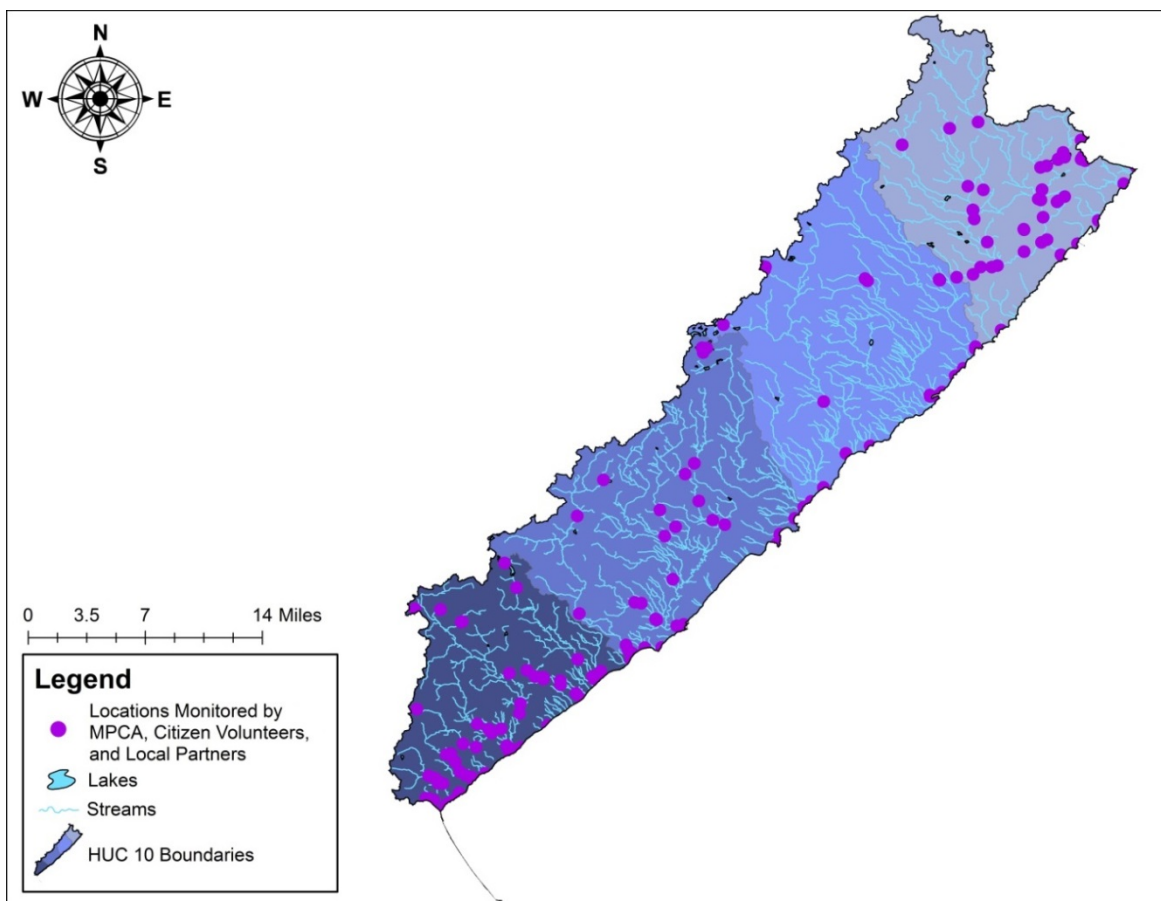 N
W E
S
0 3.5 7 14 Miles
Legend
Locations Monitored by
MPCA, Citizen Volunteers,
and Local Partners
Lakes
Streams
HUC 10 Boundaries